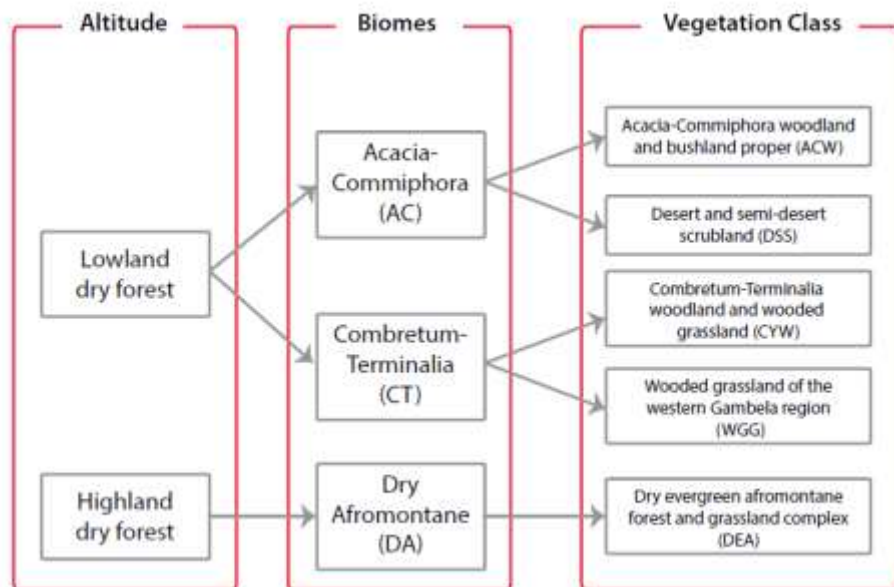 Altitude
Biomes
Vegetation Class
Lowland
dry forest
Highland
dry forest
Acacia-
Commiphora
(AC)
Combretum-
Terminalia
(CT)
Dry
Afromontane
(DA)
Acacia-Commiphora woodland
and bushland proper (ACW)
Desert and semi-desert
scrubland (DSS)
Combretum-Terminalia
woodland and wooded
grassland (CYW)
Wooded grassland of the
western Gambela region
(WGG)
Dry evergreen afromontane
forest and grassland complex
(DEA)